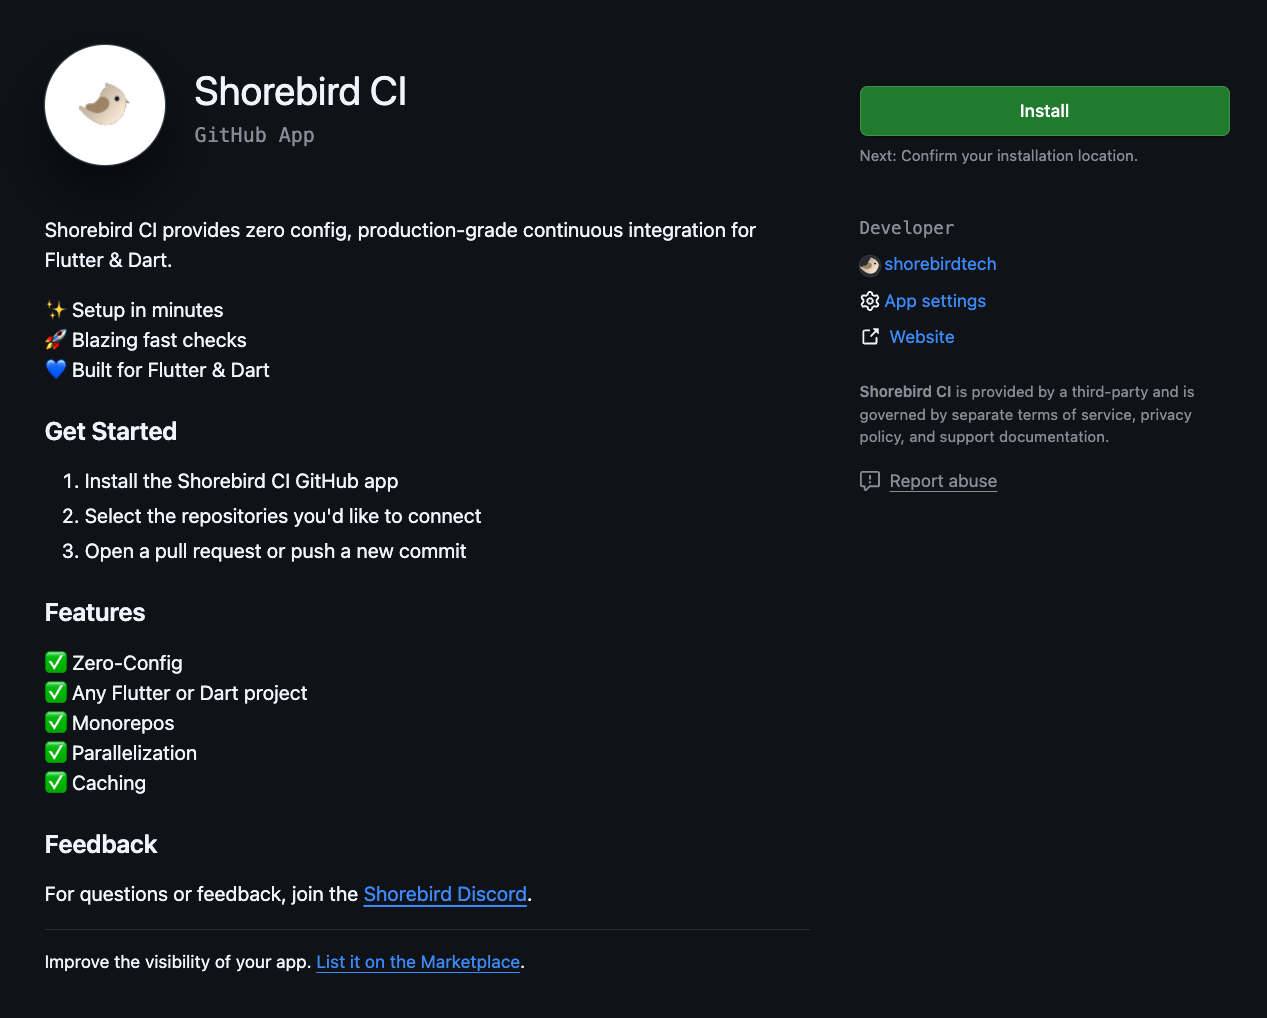 Shorebird CI
GitHub App
Shorebird CI provides zero config, production-grade continuous integration for
Flutter & Dart.
✨ Setup in minutes
🚀 Blazing fast checks
💙 Built for Flutter & Dart
Get Started
1. Install the Shorebird CI GitHub app
2. Select the repositories you'd like to connect
3. Open a pull request or push a new commit
Features
✅ Zero-Config
✅ Any Flutter or Dart project
✅ Monorepos
✅ Parallelization
✅ Caching
Feedback
For questions or feedback, join the Shorebird Discord.
Improve the visibility of your app. List it on the Marketplace.
Install
Next: Confirm your installation location.
Developer
shorebirdtech
App settings
Website
Shorebird CI is provided by a third-party and is
governed by separate terms of service, privacy
policy, and support documentation.
Report abuse